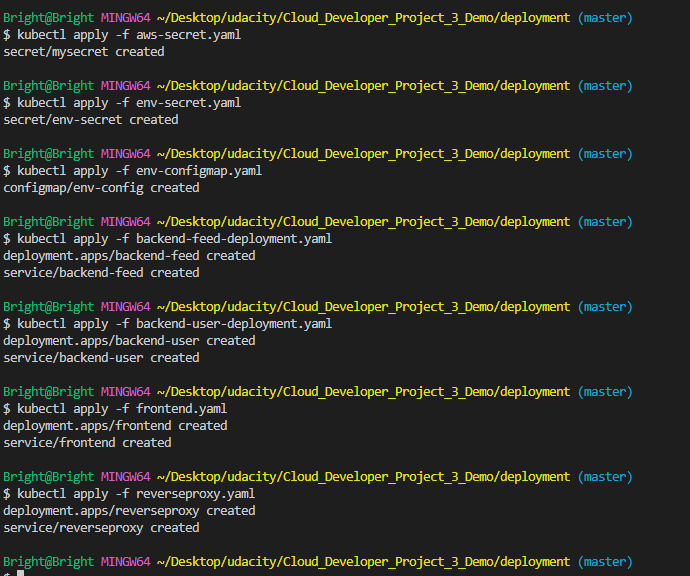 Bright@Bright MINGW64 ~/Desktop/udacity/Cloud_Developer_Project_3_Demo/deployment (master)
$ kubectl apply -f aws-secret.yaml
secret/mysecret created
Bright@Bright MINGW64 ~/Desktop/udacity/Cloud_Developer_Project_3_Demo/deployment (master)
$ kubectl apply -f env-secret.yaml
secret/env-secret created
Bright@Bright MINGW64 ~/Desktop/udacity/Cloud_Developer_Project_3_Demo/deployment (master)
$ kubectl apply -f env-configmap.yaml
configmap/env-config created
Bright@Bright MINGW64 ~/Desktop/udacity/Cloud_Developer_Project_3_Demo/deployment (master)
$ kubectl apply -f backend-feed-deployment.yaml
deployment.apps/backend-feed created
service/backend-feed created
Bright@Bright MINGW64 ~/Desktop/udacity/Cloud_Developer_Project_3_Demo/deployment (master)
$ kubectl apply -f backend-user-deployment.yaml
deployment.apps/backend-user created
service/backend-user created
Bright@Bright MINGW64 ~/Desktop/udacity/Cloud_Developer_Project_3_Demo/deployment (master)
$ kubectl apply -f frontend.yaml
deployment.apps/frontend created
service/frontend created
Bright@Bright MINGW64 ~/Desktop/udacity/Cloud_Developer_Project_3_Demo/deployment (master)
$ kubectl apply -f reverseproxy.yaml
deployment.apps/reverseproxy created
service/reverseproxy created
Bright@Bright MINGW64 ~/Desktop/udacity/Cloud_Developer_Project_3_Demo/deployment (master)
$